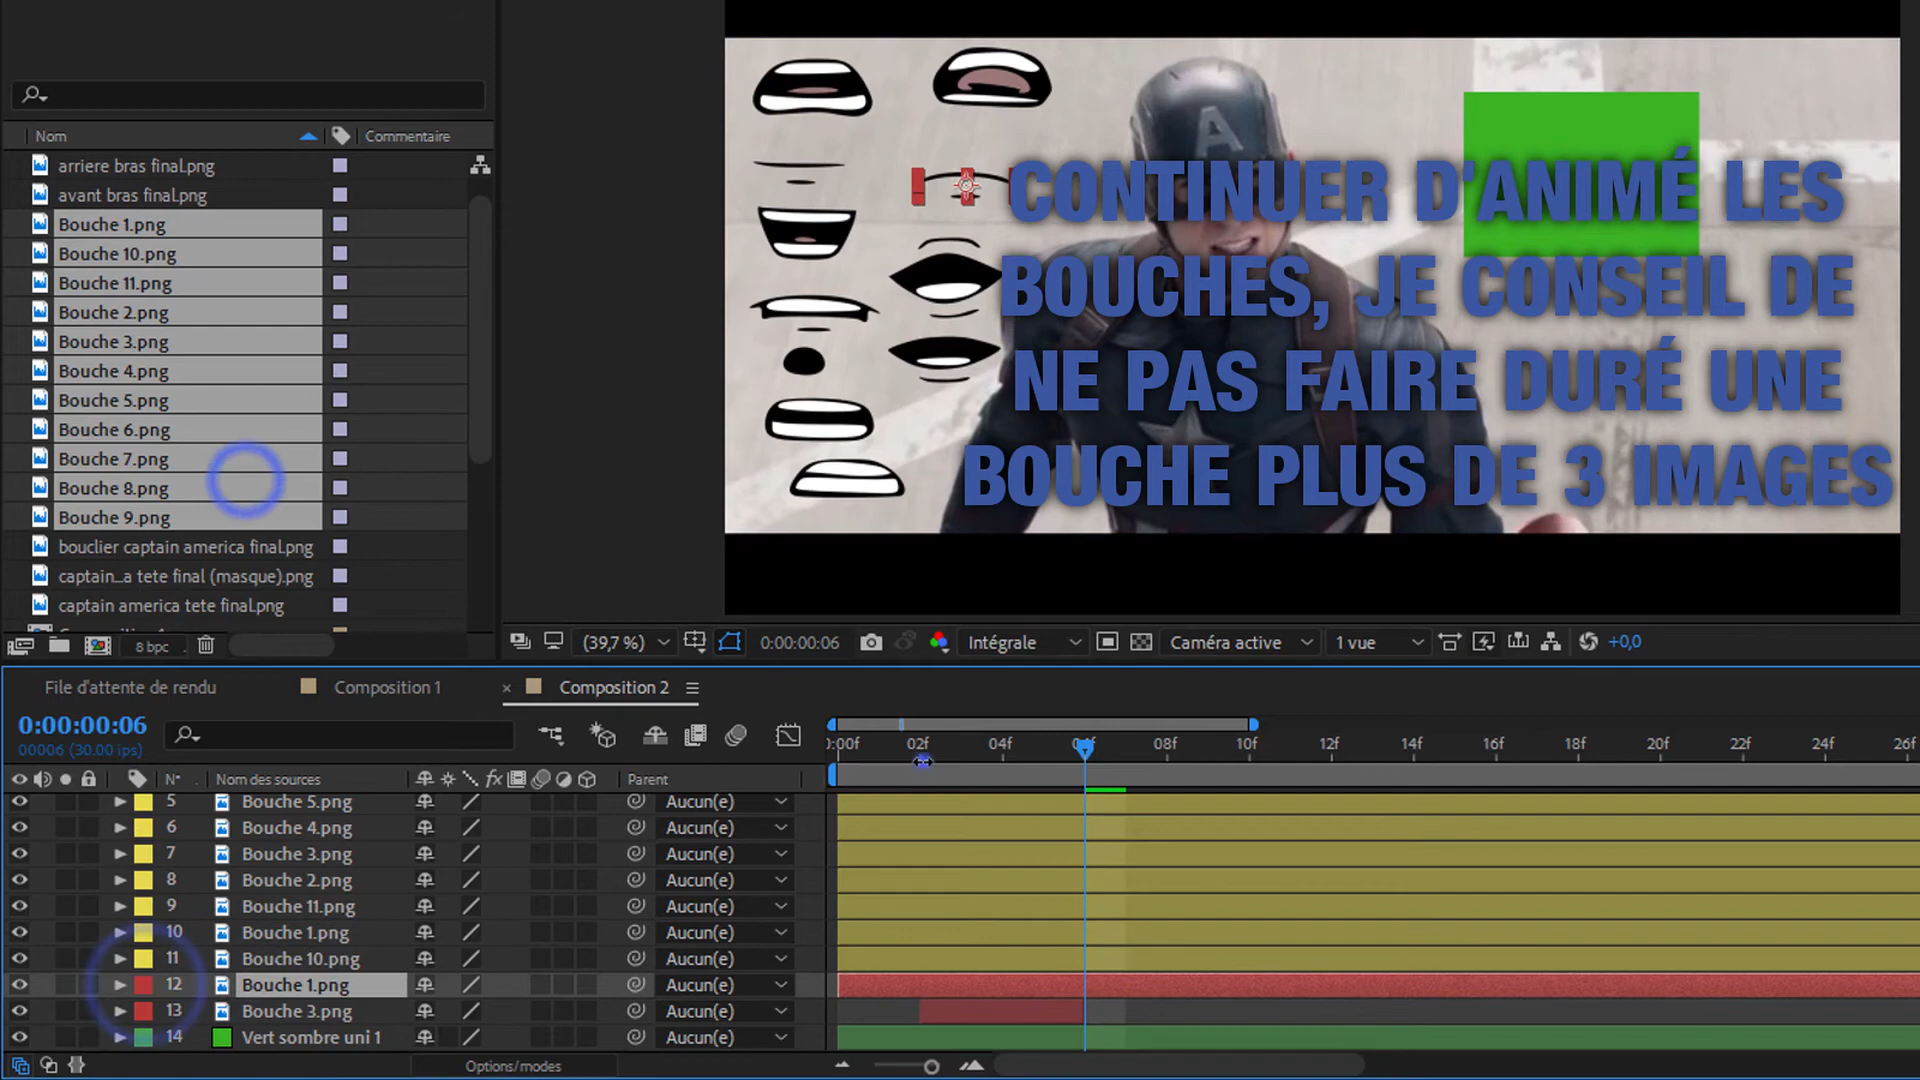 Nom
Commentaire
arriere bras final.png
avant bras final.png
Bouche 1.png
Bouche 10.png
Bouche 11.png
Bouche 2.png
Bouche 3.png
Bouche 4.png
Bouche 5.png
Bouche 6.png
Bouche 7.png
Bouche 8.png
Bouche 9.png
bouclier captain america final.png
captain...a tete final (masque).png
captain america tete final.png
8 bpc
A
CONTINUER D'ANIMÉ LES
BOUCHES, JE CONSEIL DE
NE PAS FAIRE DURÉ UNE
BOUCHE PLUS DE 3 IMAGES
(39,7 %)
0:00:00:06
Intégrale
Caméra active
1 vue
+0,0
File d'attente de rendu
Composition 1
× Composition 2
0:00:00:06
00006 (30.00 ips)
):00f 02f 04f 08f 10f 12f 14f 16f 18f 20f 22f 24f 26f
N° Nom des sources fx Parent
5 Bouche 5.png Aucun(e)
6 Bouche 4.png Aucun(e)
7 Bouche 3.png Aucun(e)
8 Bouche 2.png Aucun(e)
9 Bouche 11.png Aucun(e)
10 Bouche 1.png Aucun(e)
11 Bouche 10.png Aucun(e)
12 Bouche 1.png Aucun(e)
13 Bouche 3.png Aucun(e)
14 Vert sombre uni 1 Aucun(e)
Options/modes